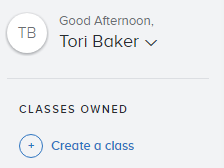 TB
Good Afternoon,
Tori Baker
CLASSES OWNED
+ Create a class